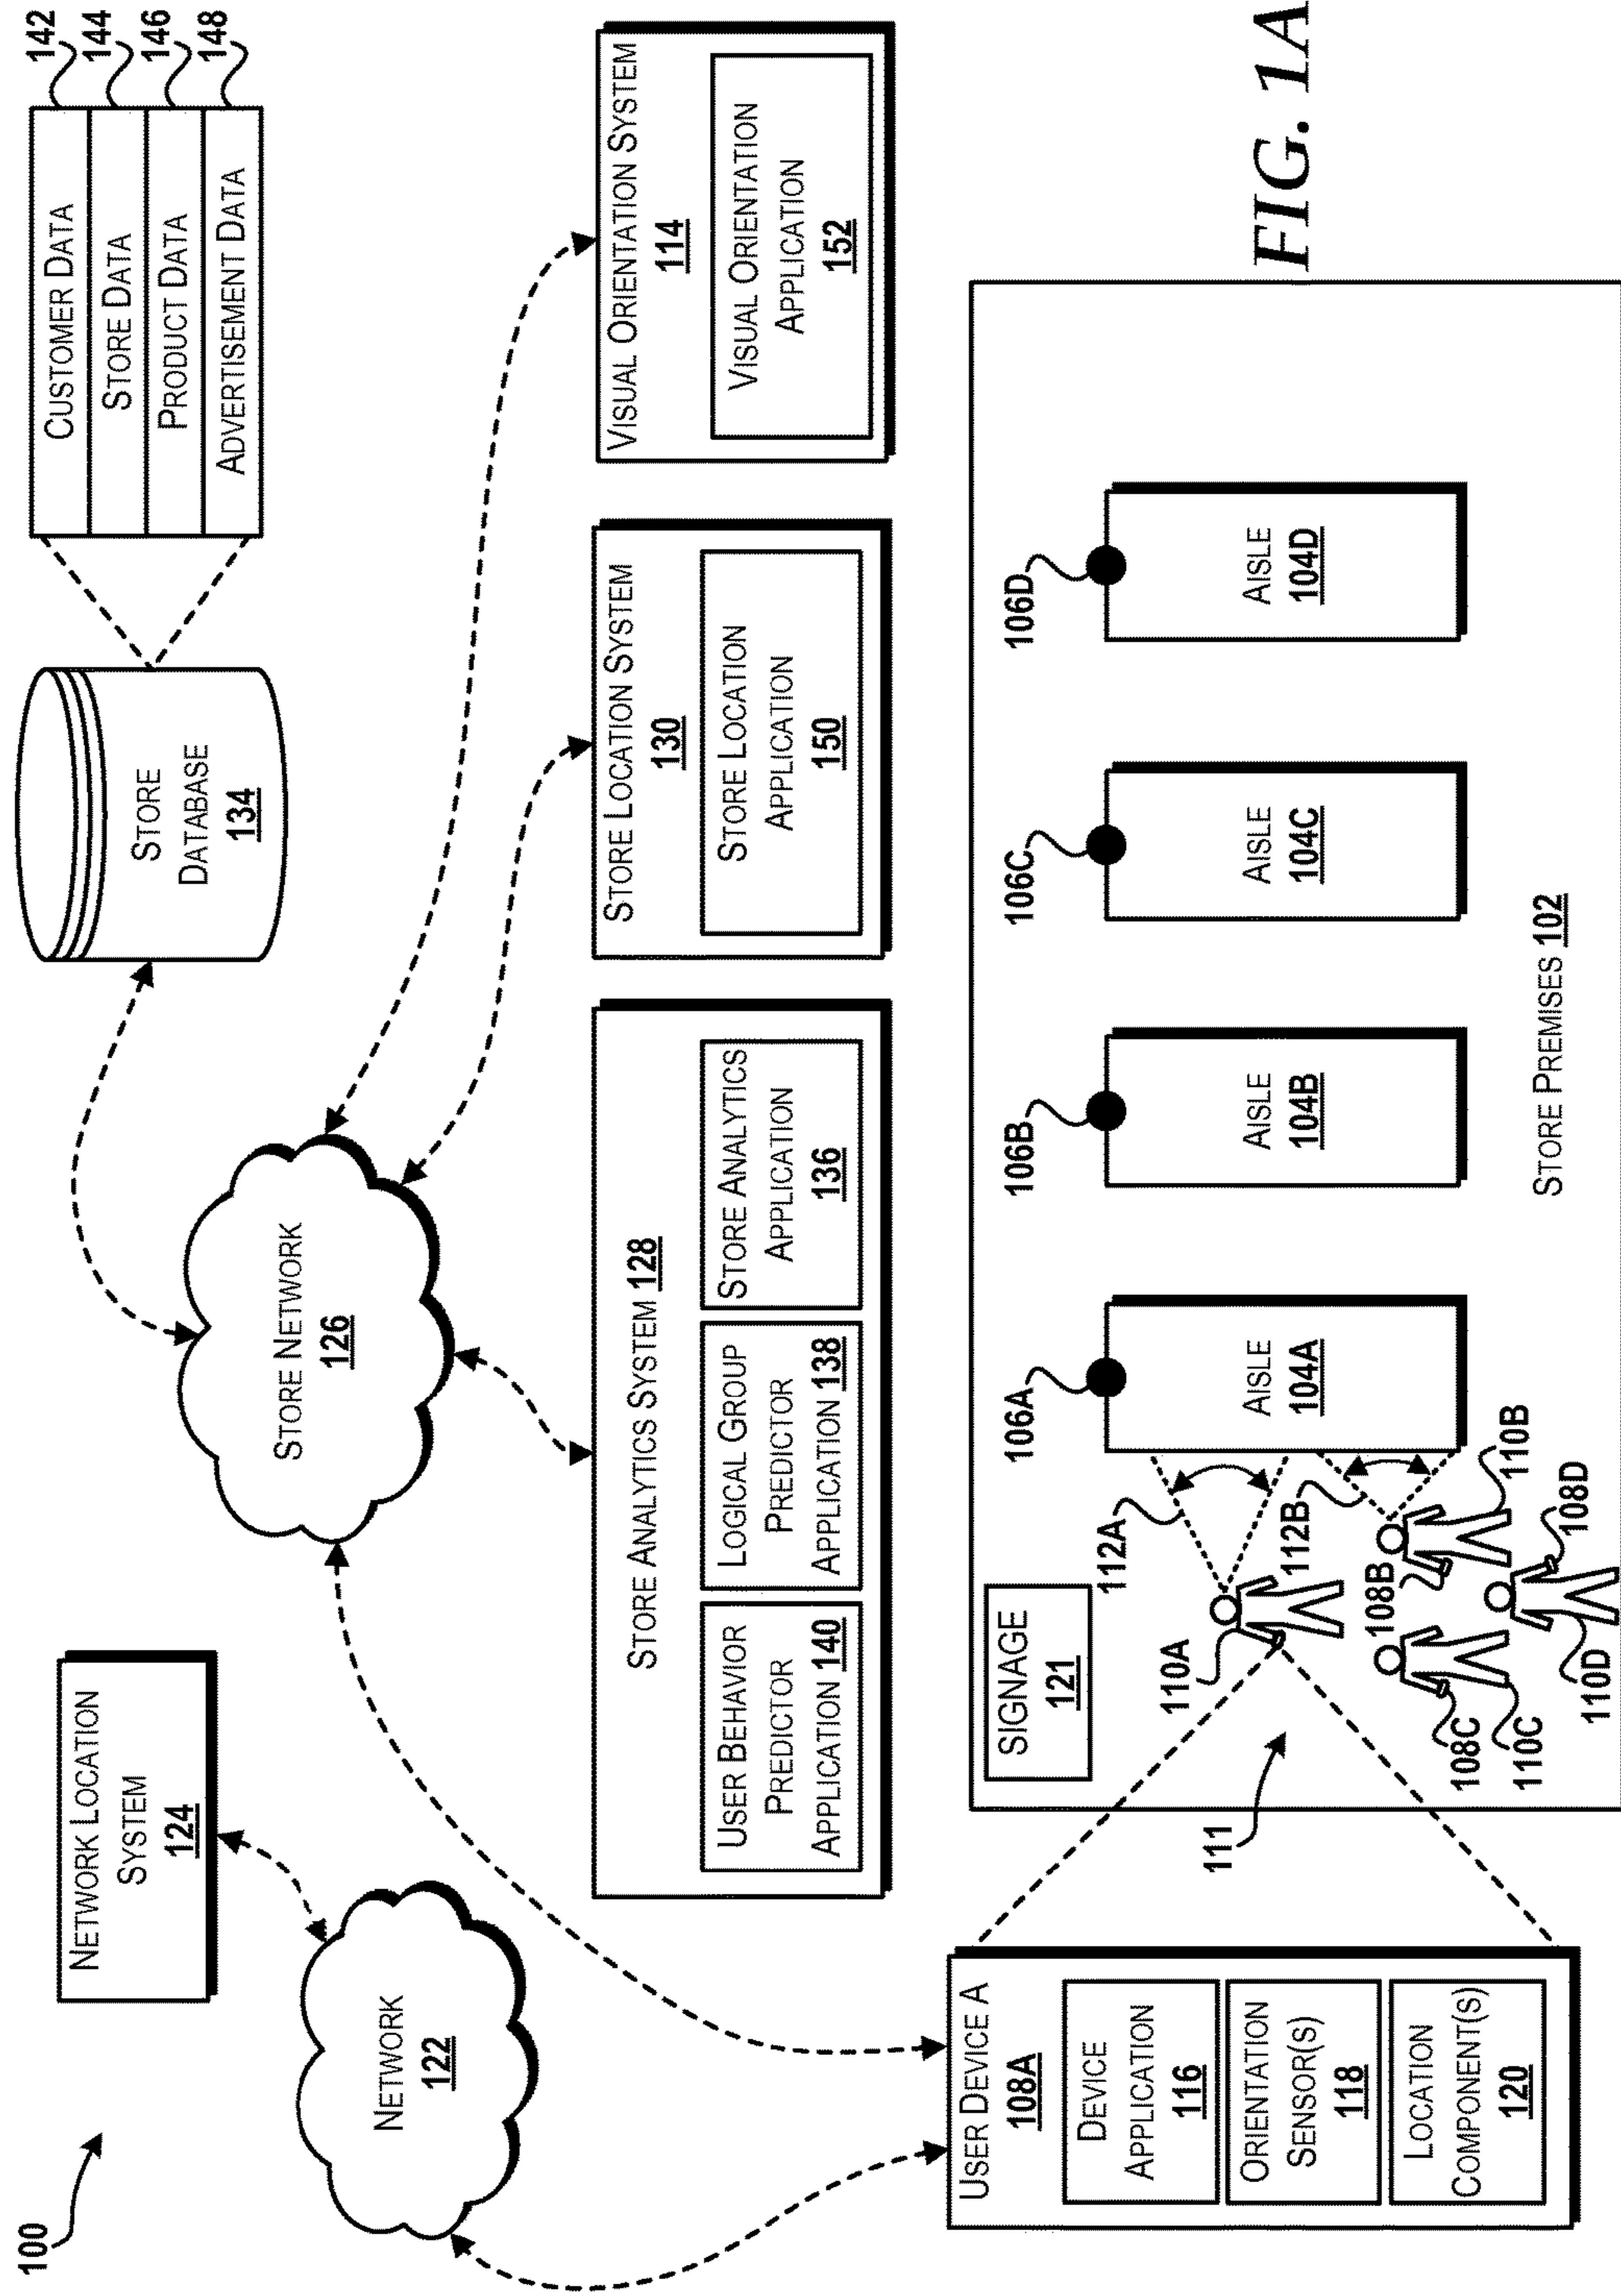 100
NETWORK LOCATION
SYSTEM
124
NETWORK
122
STORE NETWORK
126
STORE
DATABASE
134
CUSTOMER DATA
142
STORE DATA
144
PRODUCT DATA
146
ADVERTISEMENT DATA
148
STORE ANALYTICS SYSTEM 128
USER BEHAVIOR
PREDICTOR
APPLICATION 140
LOGICAL GROUP
PREDICTOR
APPLICATION 138
STORE ANALYTICS
APPLICATION
136
STORE LOCATION SYSTEM
130
STORE LOCATION
APPLICATION
150
VISUAL ORIENTATION SYSTEM
114
VISUAL ORIENTATION
APPLICATION
152
USER DEVICE A
108A
DEVICE
APPLICATION
116
ORIENTATION
SENSOR(S)
118
LOCATION
COMPONENT(S)
120
111
SIGNAGE
121
110A
112A
112B
108B
108C
110C
110D
108D
110B
106A
AISLE
104A
106B
AISLE
104B
106C
AISLE
104C
106D
AISLE
104D
STORE PREMISES 102
FIG. 1A